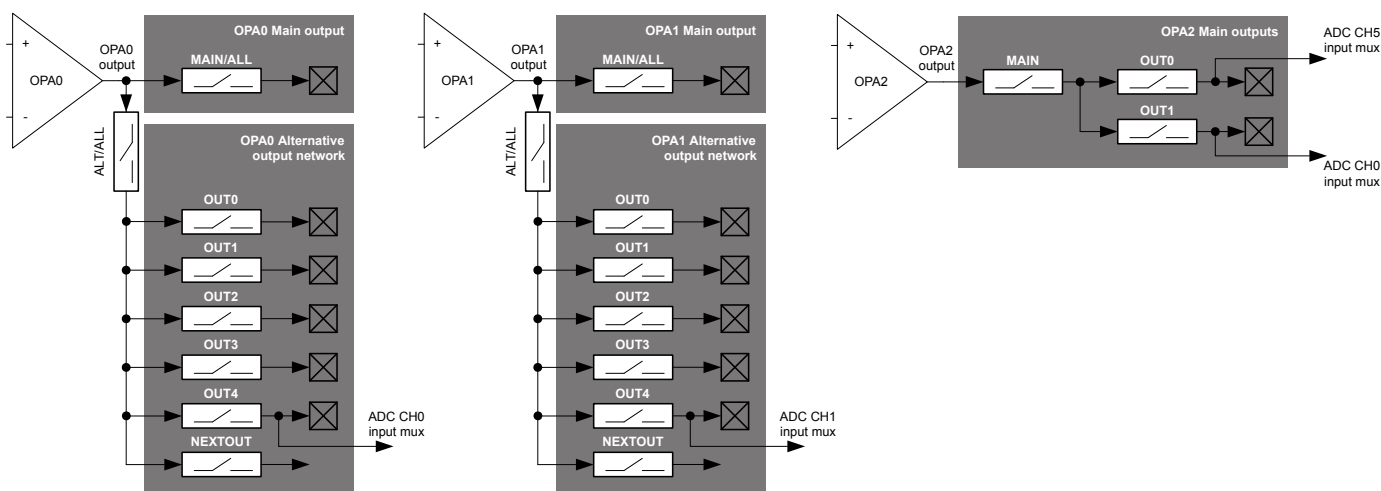 OPA0 Main output
OPA0
output
MAIN/ALL
+
OPA0
-
ALT/ALL
OPA0 Alternative
output network
OUT0
OUT1
OUT2
OUT3
OUT4
NEXTOUT
ADC CH0
input mux
OPA1 Main output
OPA1
output
MAIN/ALL
+
OPA1
-
ALT/ALL
OPA1 Alternative
output network
OUT0
OUT1
OUT2
OUT3
OUT4
NEXTOUT
ADC CH1
input mux
OPA2 Main outputs
OPA2
output
+
OPA2
-
MAIN
OUT0
OUT1
ADC CH5
input mux
ADC CH0
input mux